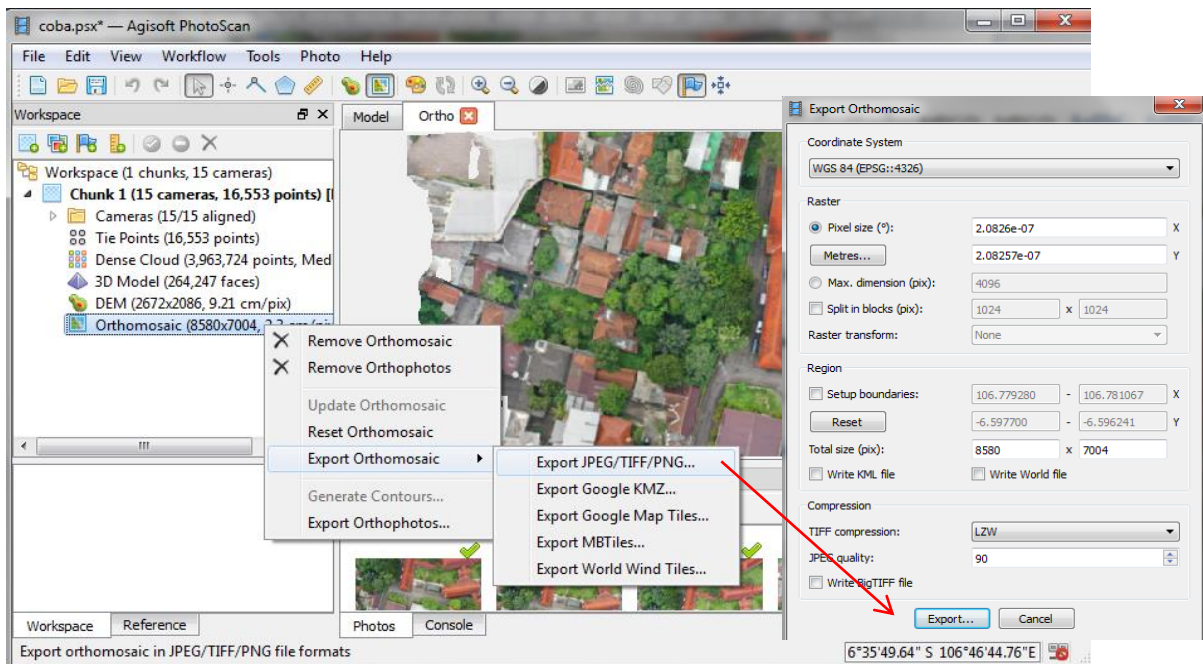 coba.psx* — Agisoft PhotoScan
File Edit View Workflow Tools Photo Help
Workspace
Model Ortho
Workspace (1 chunks, 15 cameras)
Chunk 1 (15 cameras, 16,553 points)
Cameras (15/15 aligned)
Tie Points (16,553 points)
Dense Cloud (3,963,724 points, Med
3D Model (264,247 faces)
DEM (2672x2086, 9.21 cm/pix)
Orthomosaic (8580x7004,
Remove Orthomosaic
Remove Orthophotos
Update Orthomosaic
Reset Orthomosaic
Export Orthomosaic
Generate Contours...
Export Orthophotos...
Export JPEG/TIFF/PNG...
Export Google KMZ...
Export Google Map Tiles...
Export MBTiles...
Export World Wind Tiles...
Workspace Reference
Photos Console
Export orthomosaic in JPEG/TIFF/PNG file formats
6°35'49.64" S 106°46'44.76"E
Export Orthomosaic
Coordinate System
WGS 84 (EPSG::4326)
Raster
Pixel size (°): 2.0826e-07 X
Metres... 2.08257e-07 Y
Max. dimension (pix): 4096
Split in blocks (pix): 1024 x 1024
Raster transform: None
Region
Setup boundaries: 106.779280 - 106.781067 X
Reset -6.597700 - -6.596241 Y
Total size (pix): 8580 x 7004
Write KML file Write World file
Compression
TIFF compression: LZW
JPEG quality: 90
Write BigTIFF file
Export... Cancel